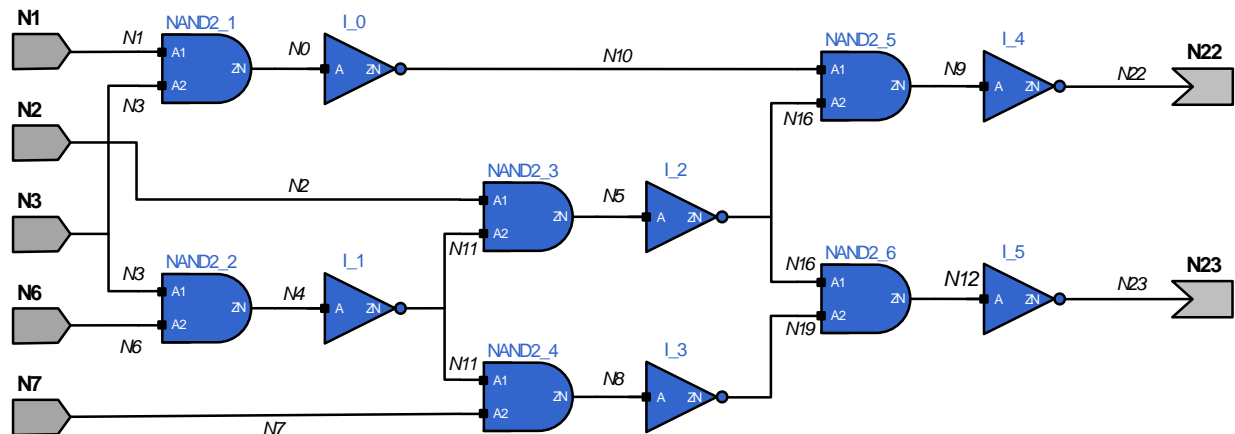 N1
N1
NAND2_1
A1
A2
ZN
N0
I_0
A
ZN
N10
NAND2_5
A1
A2
ZN
N9
I_4
A
ZN
N22
N22
N3
N2
N16
N2
NAND2_3
A1
A2
ZN
N5
I_2
A
ZN
N3
N11
N3
NAND2_2
A1
A2
ZN
N4
I_1
A
ZN
N16
NAND2_6
A1
A2
ZN
N12
I_5
A
ZN
N23
N23
N6
N6
N19
N11
NAND2_4
A1
A2
ZN
N8
I_3
A
ZN
N7
N7